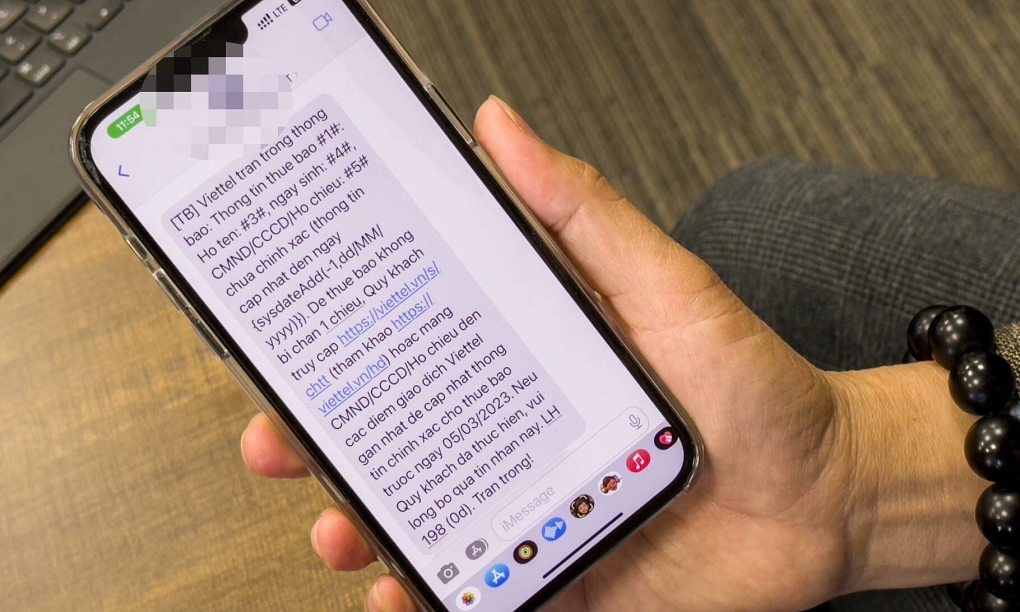 11:54
LTE
[TB] Viettel tran trong thong
bao: Thong tin thue bao #1#:
Ho ten: #3#, ngay sinh: #4#,
CMND/CCCD/Ho chieu: #5#
chua chinh xac (thong tin
cap nhat den ngay
{sysdateAdd(-1,dd/MM/
yyyy)}). De thue bao khong
bi chan 1 chieu, Quy khach
truy cap https://viettel.vn/s/
chtt (tham khao https://
viettel.vn/hd) hoac mang
CMND/CCCD/Ho chieu den
cac diem giao dich Viettel
gan nhat de cap nhat thong
tin chinh xac cho thue bao
truoc ngay 05/03/2023. Neu
Quy khach da thuc hien, vui
long bo qua tin nhan nay. LH
198 (0d). Tran trong!
iMessage